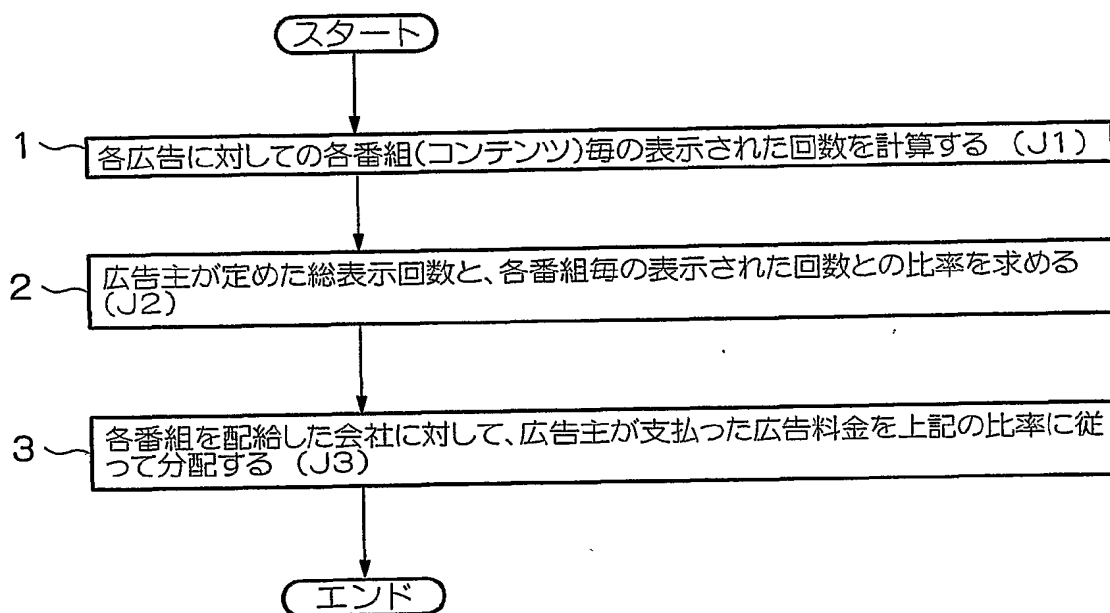 スタート
1
各広告に対しての各番組(コンテンツ)毎の表示された回数を計算する (J1)
2
広告主が定めた総表示回数と、各番組毎の表示された回数との比率を求める
(J2)
3
各番組を配給した会社に対して、広告主が支払った広告料金を上記の比率に従
って分配する (J3)
エンド